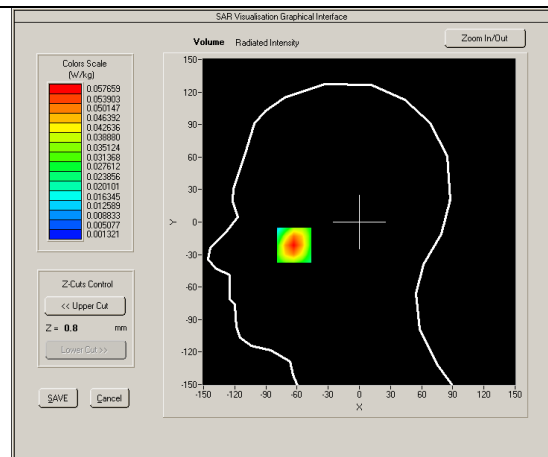 SAR Visualisation Graphical Interface
Volume Radiated Intensity
Zoom In/Out
Colors Scale
(W/kg)
0.057659
0.053903
0.050147
0.046392
0.042636
0.038880
0.035124
0.031368
0.027612
0.023856
0.020101
0.016345
0.012589
0.008833
0.005077
0.001321
Z-Cuts Control
<< Upper Cut
Z = 0.8 mm
Lower Cut >>
SAVE Cancel
150
120
90
60
30
0
-30
-60
-90
-120
-150
Y
-150 -120 -90 -60 -30 0 30 60 90 120 150
X